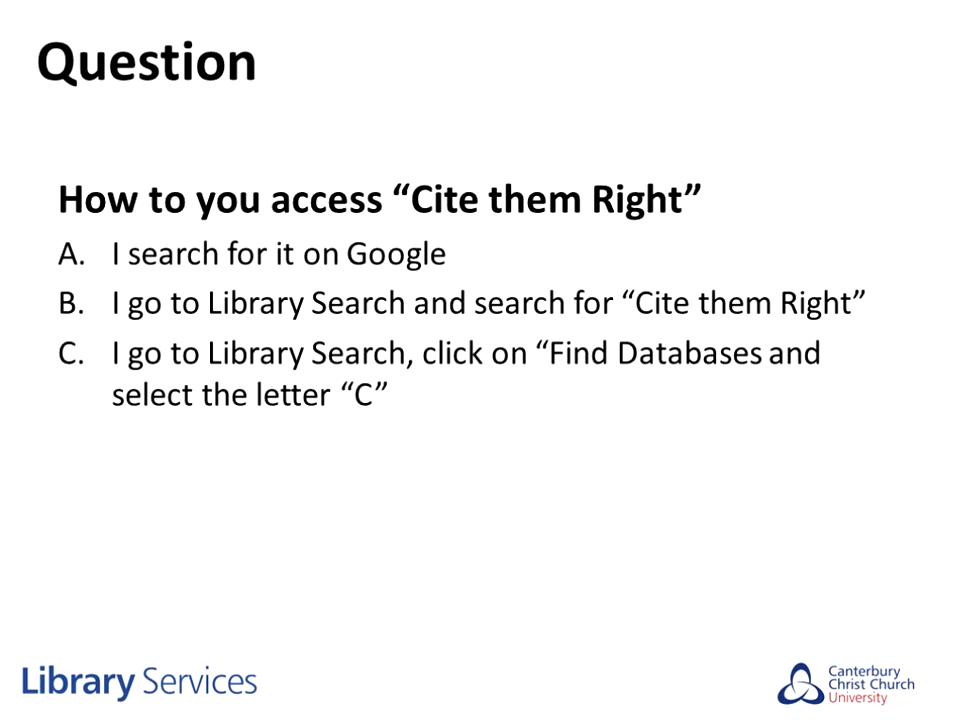 Question
How to you access “Cite them Right”
A. I search for it on Google
B. I go to Library Search and search for “Cite them Right”
C. I go to Library Search, click on “Find Databases and
select the letter “C”
Library Services
Canterbury
Christ Church
University